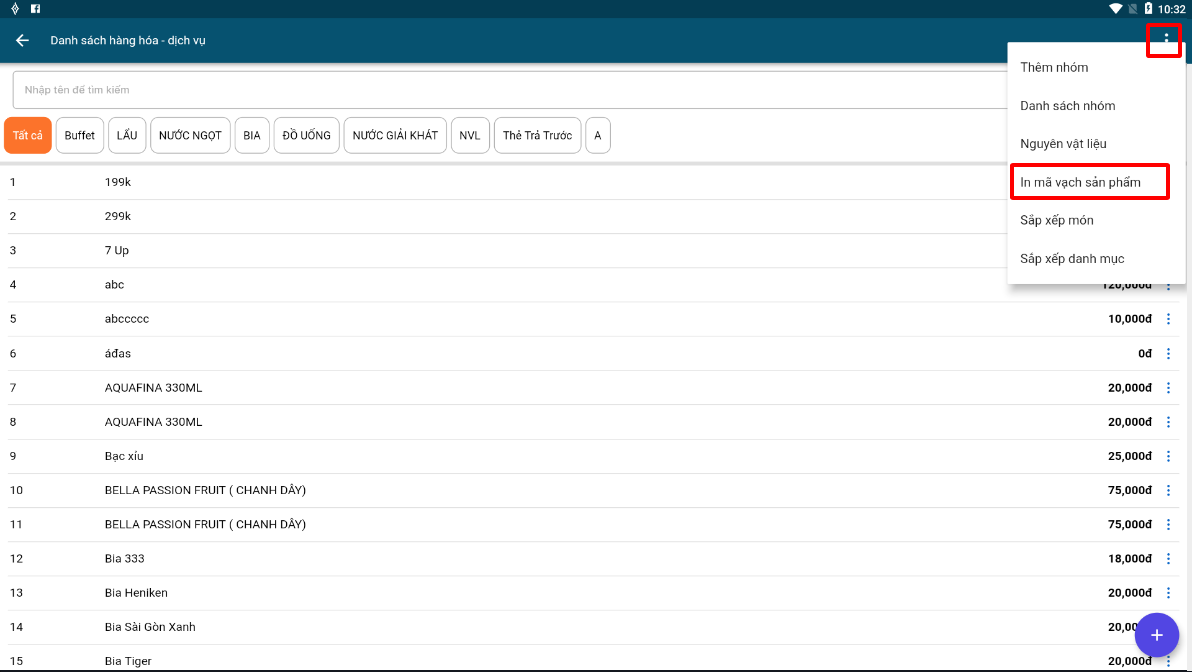 10:32
Danh sách hàng hóa - dịch vụ
Nhập tên để tìm kiếm
Thêm nhóm
Danh sách nhóm
Nguyên vật liệu
In mã vạch sản phẩm
Sắp xếp món
Sắp xếp danh mục
Tất cả Buffet LẨU NƯỚC NGỌT BIA ĐỒ UỐNG NƯỚC GIẢI KHÁT NVL Thẻ Trả Trước A
1 199k
2 299k
3 7 Up
4 abc 120,000đ
5 abccccc 10,000đ
6 áđas 0đ
7 AQUAFINA 330ML 20,000đ
8 AQUAFINA 330ML 20,000đ
9 Bạc xíu 25,000đ
10 BELLA PASSION FRUIT ( CHANH DÂY) 75,000đ
11 BELLA PASSION FRUIT ( CHANH DÂY) 75,000đ
12 Bia 333 18,000đ
13 Bia Heniken 20,000đ
14 Bia Sài Gòn Xanh 20,00
15 Bia Tiger 20,000đ